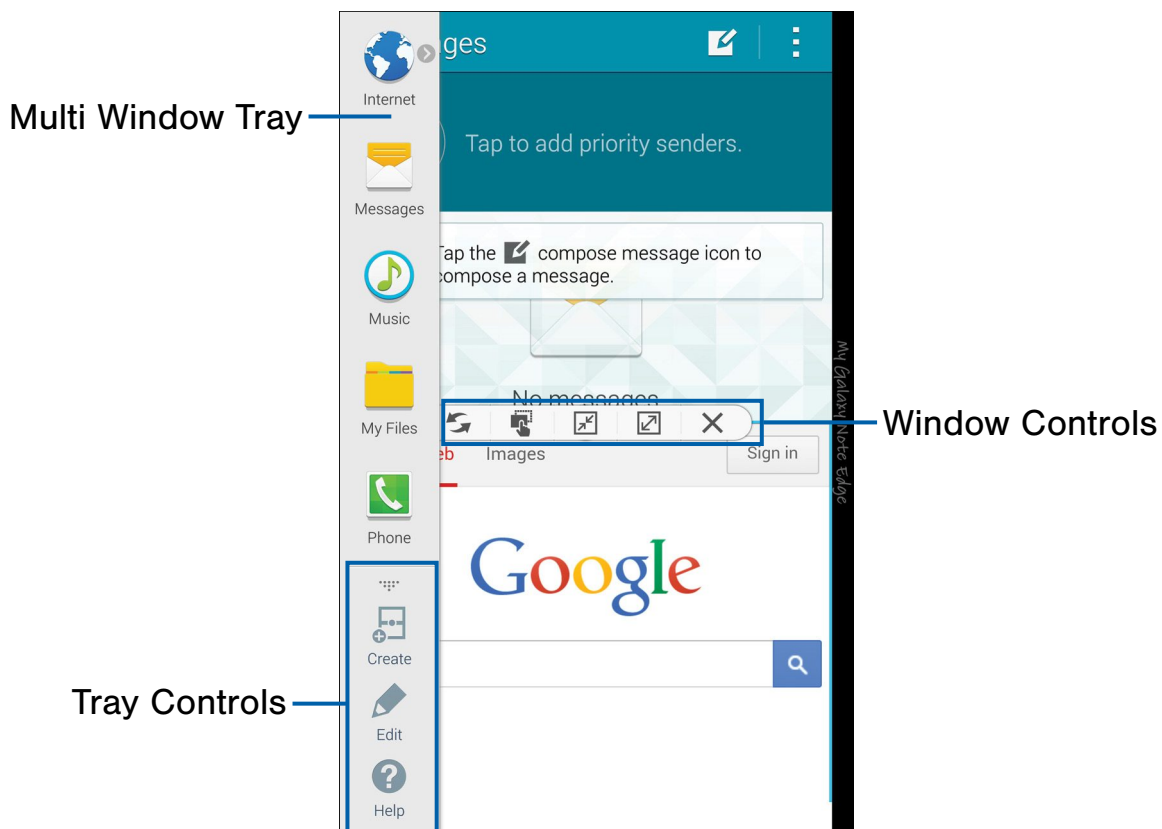 ges
Multi Window Tray
Internet
Tap to add priority senders.
Messages
Tap the compose message icon to
compose a message.
Music
No messages
My Files
Window Controls
My Galaxy Note Edge
eb Images Sign in
Phone
Google
Create
Tray Controls
Edit
Help